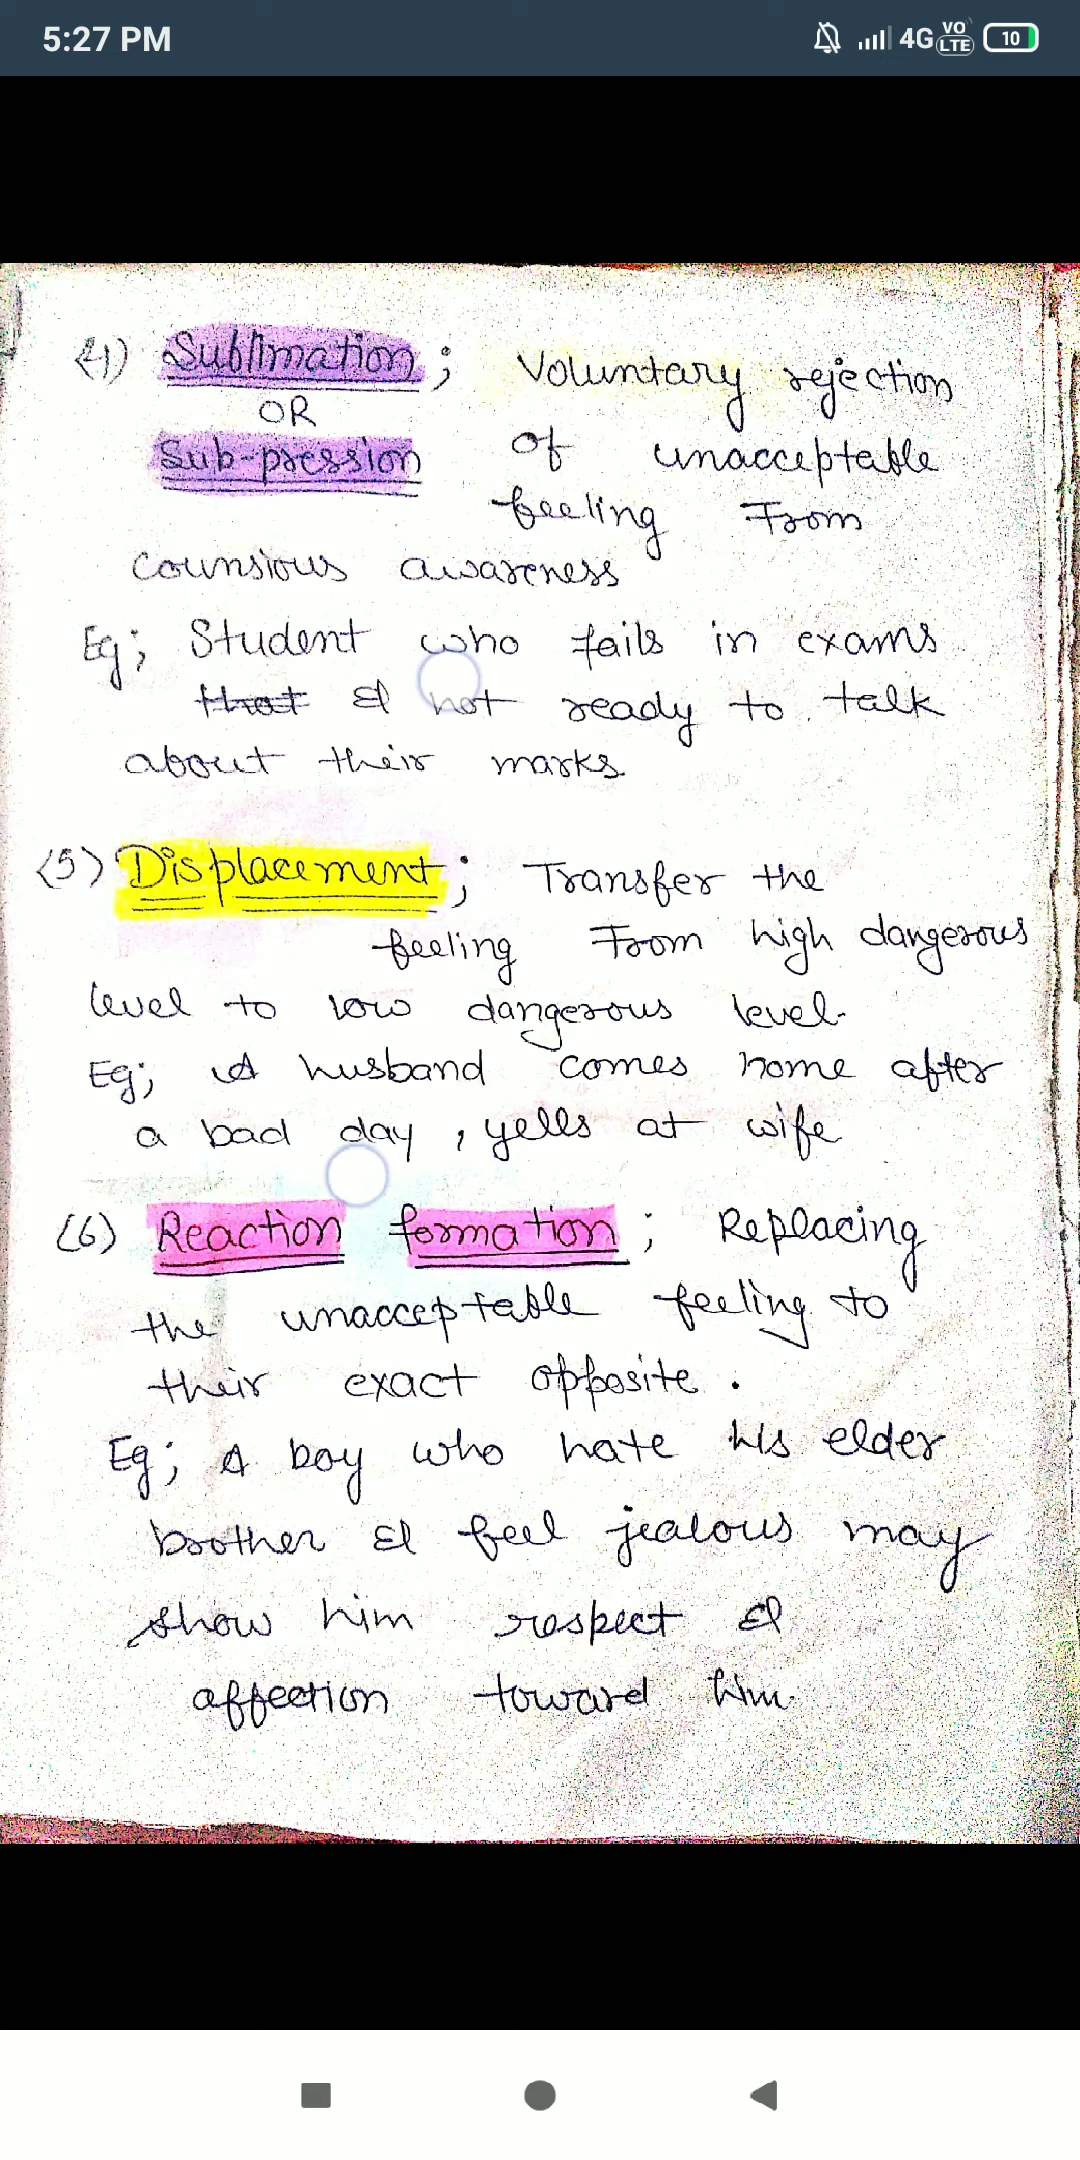 5:27 PM 4G VO LTE 10
(4) Sublimation ; Voluntary rejection
OR
Sub-pression of unacceptable
feeling From
counsious awareness
Eg; Student who fails in exams
that & not ready to talk
about their marks
(5) Displacement ; Transfer the
feeling From high dangerous
level to low dangerous level.
Eg; A husband comes home after
a bad day , yells at wife
(6) Reaction formation ; Replacing
the unacceptable feeling to
their exact opposite .
Eg; A boy who hate his elder
brother & feel jealous may
show him respect &
affection toward him.